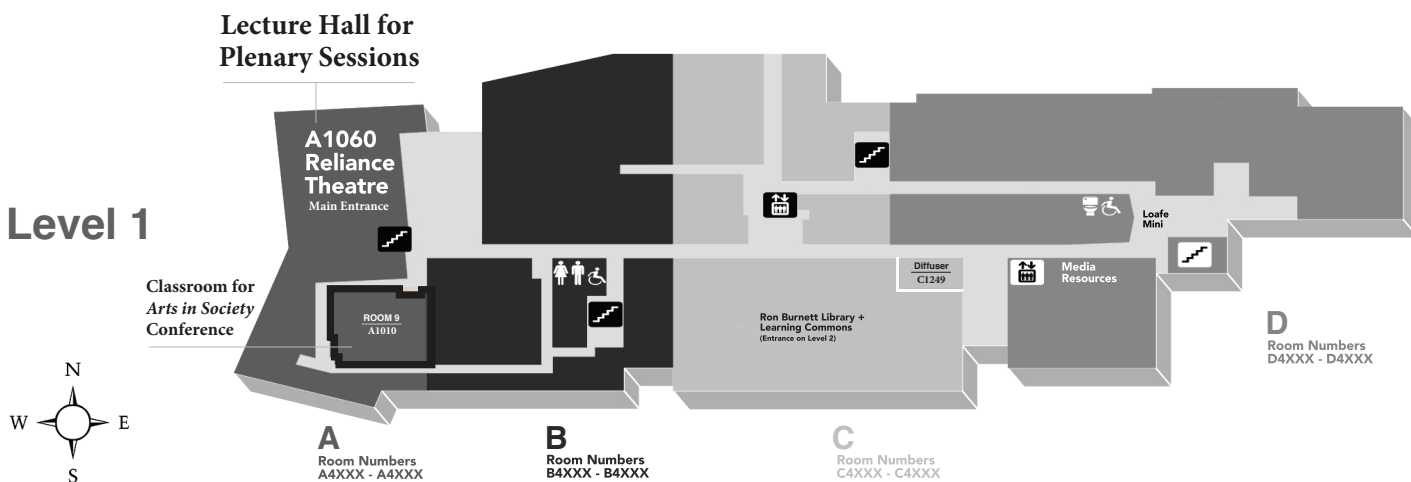 Lecture Hall for
Plenary Sessions
A1060
Reliance
Theatre
Main Entrance
Level 1
Classroom for
Arts in Society
Conference
ROOM 9
A1010
Loafe
Mini
Diffuser
C1249
Media
Resources
Ron Burnett Library +
Learning Commons
(Entrance on Level 2)
N
W
E
S
A
Room Numbers
A4XXX - A4XXX
B
Room Numbers
B4XXX - B4XXX
C
Room Numbers
C4XXX - C4XXX
D
Room Numbers
D4XXX - D4XXX